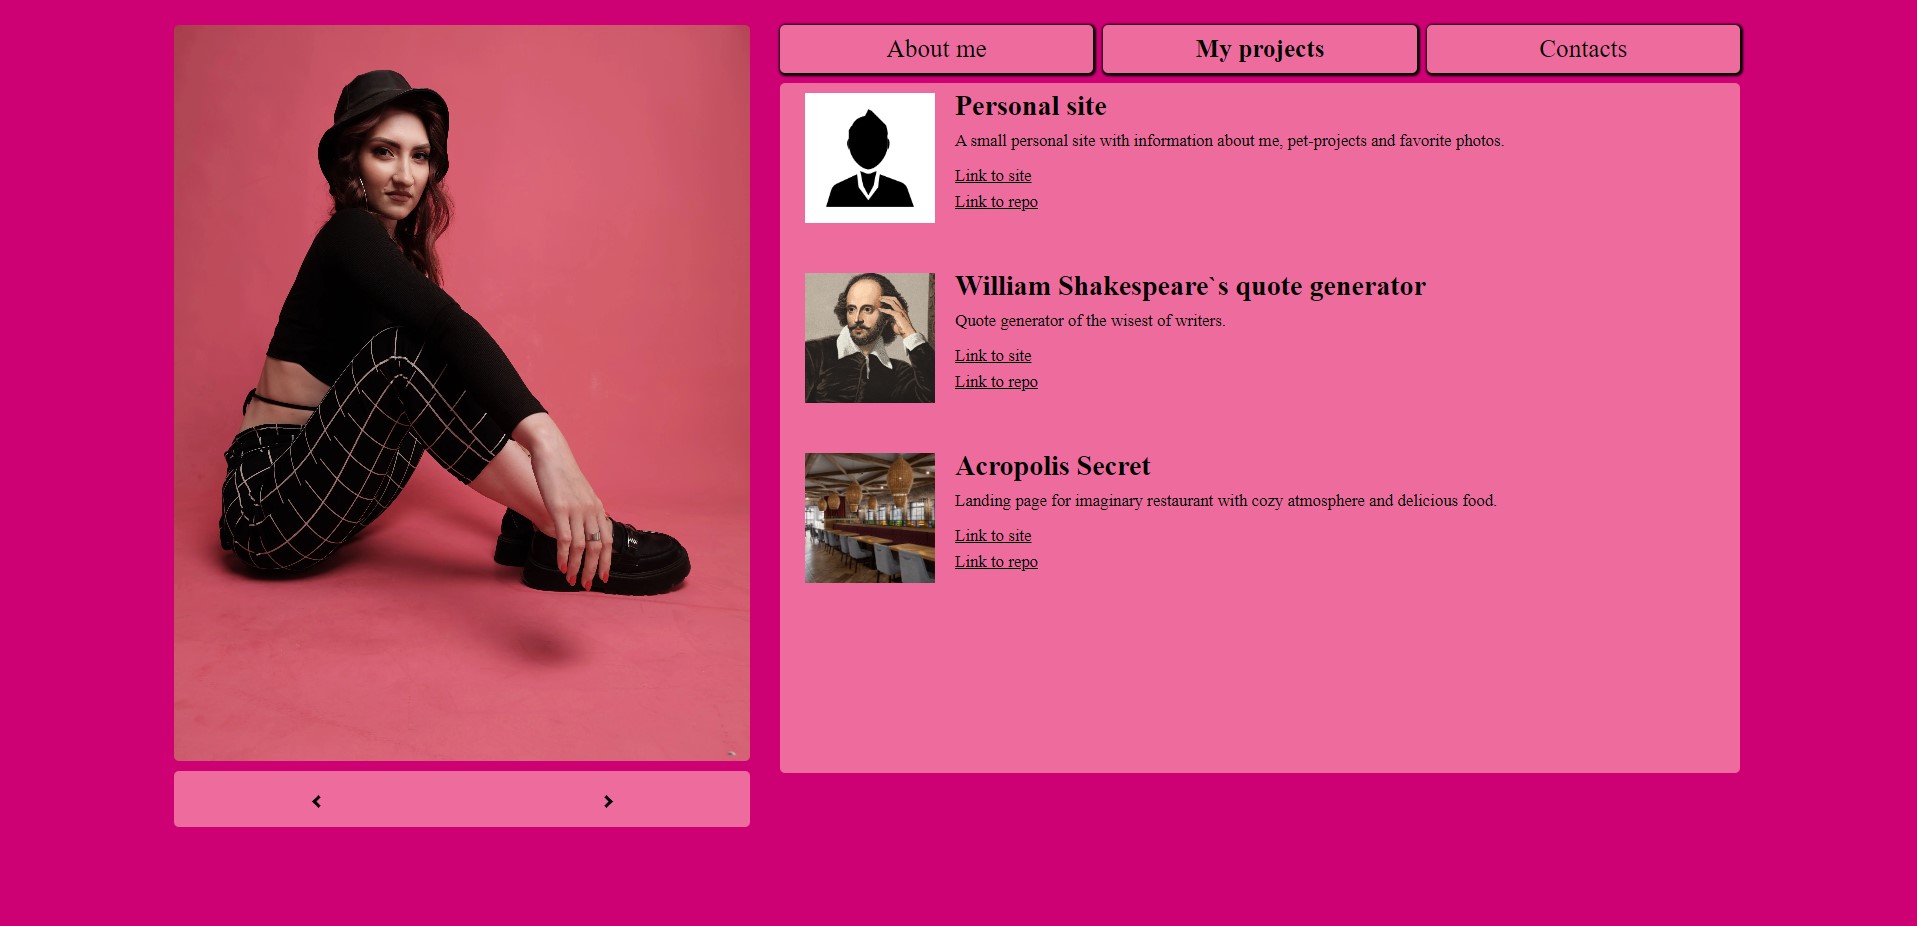 About me
My projects
Contacts
Personal site
A small personal site with information about me, pet-projects and favorite photos.
Link to site
Link to repo
William Shakespeare`s quote generator
Quote generator of the wisest of writers.
Link to site
Link to repo
Acropolis Secret
Landing page for imaginary restaurant with cozy atmosphere and delicious food.
Link to site
Link to repo